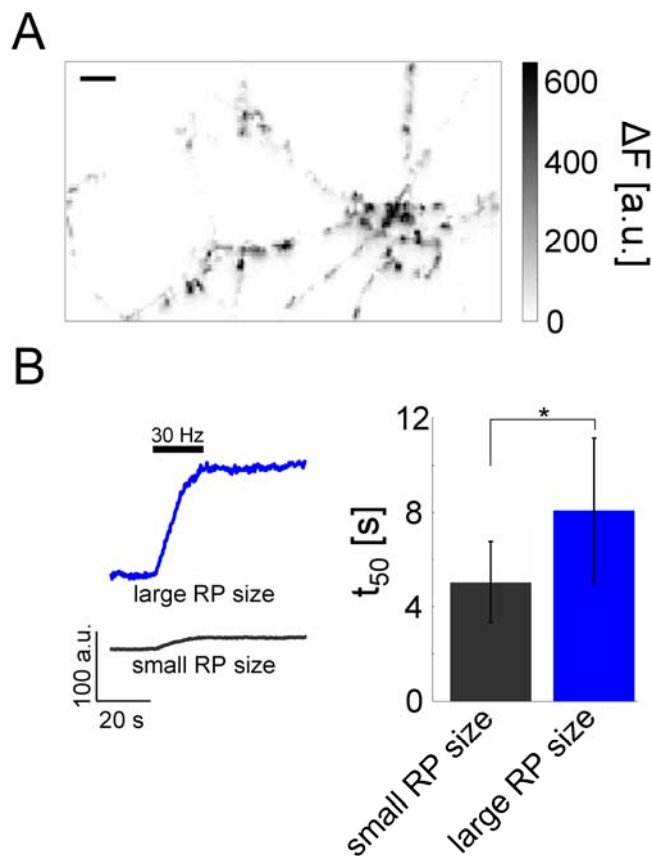 A
600
400
200
0
ΔF [a.u.]
B
30 Hz
large RP size
small RP size
100 a.u.
20 s
12
8
4
0
t50 [s]
*
small RP size
large RP size